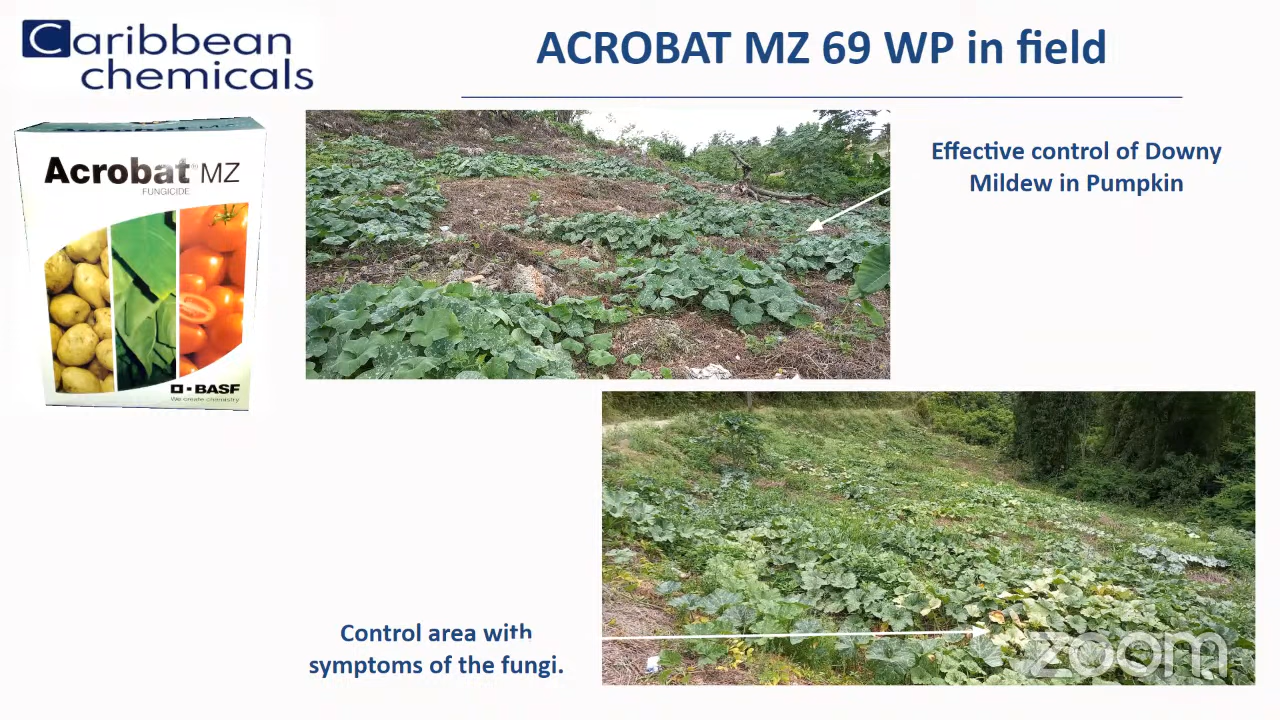 Caribbean
chemicals
ACROBAT MZ 69 WP in field
Acrobat® MZ
FUNGICIDE
BASF
We create chemistry
Effective control of Downy
Mildew in Pumpkin
Control area with
symptoms of the fungi.
zoom